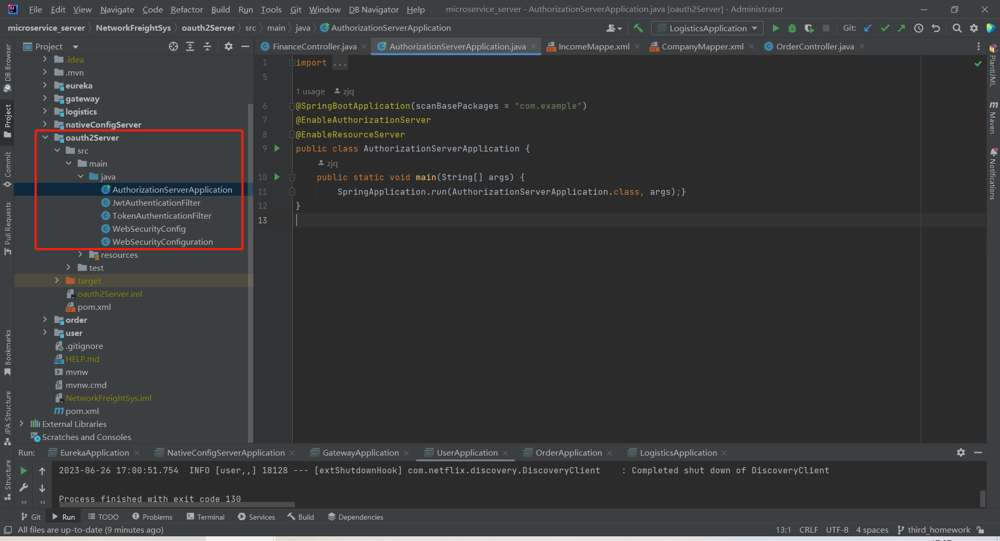 File Edit View Navigate Code Refactor Build Run Tools Git Window DB Navigator Help microservice_server - AuthorizationServerApplication.java [oauth2Server] - Administrator
microservice_server NetworkFreightSys oauth2Server src main java AuthorizationServerApplication LogisticsApplication Git:
Project
FinanceController.java AuthorizationServerApplication.java IncomeMappe.xml CompanyMapper.xml OrderController.java
DB Browser
Project
Commit
Pull Requests
Bookmarks
JPA Structure
Structure
.idea
.mvn
eureka
gateway
logistics
nativeConfigServer
oauth2Server
src
main
java
AuthorizationServerApplication
JwtAuthenticationFilter
TokenAuthenticationFilter
WebSecurityConfig
WebSecurityConfiguration
resources
test
target
oauth2Server.iml
pom.xml
order
user
.gitignore
HELP.md
mvnw
mvnw.cmd
NetworkFreightSys.iml
pom.xml
External Libraries
Scratches and Consoles
1 import ...
5
1 usage zjq
6 @SpringBootApplication(scanBasePackages = "com.example")
7 @EnableAuthorizationServer
8 @EnableResourceServer
9 public class AuthorizationServerApplication {
zjq
10 public static void main(String[] args) {
11 SpringApplication.run(AuthorizationServerApplication.class, args);}
12 }
13
PlantUML
Maven
Notifications
Run: EurekaApplication NativeConfigServerApplication GatewayApplication UserApplication OrderApplication LogisticsApplication
2023-06-26 17:00:51.754 INFO [user,,] 18128 --- [extShutdownHook] com.netflix.discovery.DiscoveryClient : Completed shut down of DiscoveryClient
Process finished with exit code 130
Git Run TODO Problems Terminal Services Build Dependencies
All files are up-to-date (9 minutes ago) 13:1 CRLF UTF-8 4 spaces third_homework